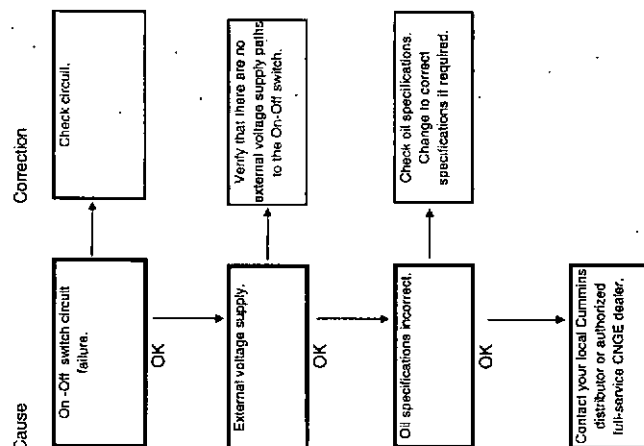 Cause
Correction
On -Off switch circuit
failure.
Check circuit.
OK
External voltage supply.
Verify that there are no
external voltage supply paths
to the On-Off switch.
OK
Oil specifications incorrect.
Check oil specifications.
Change to correct
specifications if required.
OK
Contact your local Cummins
distributor or authorized
full-service CNGE dealer.